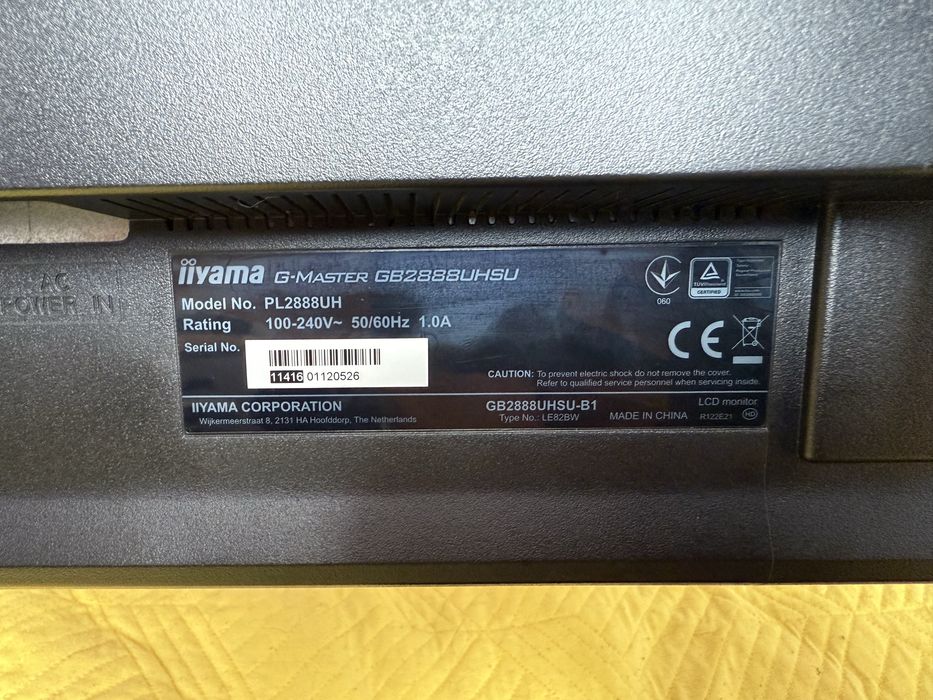 AC
POWER IN
iiyama G-MASTER GB2888UHSU
Model No. PL2888UH
Rating 100-240V~ 50/60Hz 1.0A
Serial No.
11416 01120526
060
TÜVRheinland
CERTIFIED
CE
CAUTION: To prevent electric shock do not remove the cover.
Refer to qualified service personnel when servicing inside.
IIYAMA CORPORATION
Wijkermeerstraat 8, 2131 HA Hoofddorp, The Netherlands
GB2888UHSU-B1
Type No.: LE82BW
MADE IN CHINA
LCD monitor
R122E21 HD